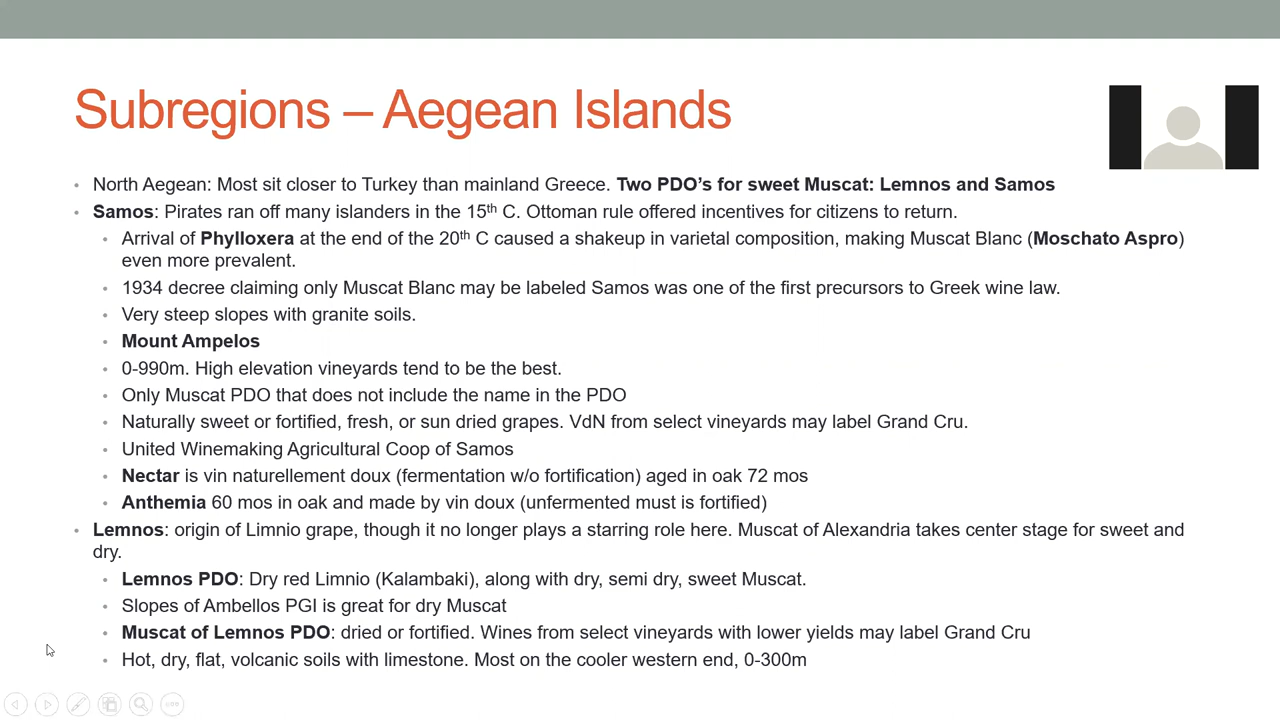 Subregions – Aegean Islands
North Aegean: Most sit closer to Turkey than mainland Greece. Two PDO’s for sweet Muscat: Lemnos and Samos
Samos: Pirates ran off many islanders in the 15th C. Ottoman rule offered incentives for citizens to return.
Arrival of Phylloxera at the end of the 20th C caused a shakeup in varietal composition, making Muscat Blanc (Moschato Aspro)
even more prevalent.
1934 decree claiming only Muscat Blanc may be labeled Samos was one of the first precursors to Greek wine law.
Very steep slopes with granite soils.
Mount Ampelos
0-990m. High elevation vineyards tend to be the best.
Only Muscat PDO that does not include the name in the PDO
Naturally sweet or fortified, fresh, or sun dried grapes. VdN from select vineyards may label Grand Cru.
United Winemaking Agricultural Coop of Samos
Nectar is vin naturellement doux (fermentation w/o fortification) aged in oak 72 mos
Anthemia 60 mos in oak and made by vin doux (unfermented must is fortified)
Lemnos: origin of Limnio grape, though it no longer plays a starring role here. Muscat of Alexandria takes center stage for sweet and
dry.
Lemnos PDO: Dry red Limnio (Kalambaki), along with dry, semi dry, sweet Muscat.
Slopes of Ambellos PGI is great for dry Muscat
Muscat of Lemnos PDO: dried or fortified. Wines from select vineyards with lower yields may label Grand Cru
Hot, dry, flat, volcanic soils with limestone. Most on the cooler western end, 0-300m